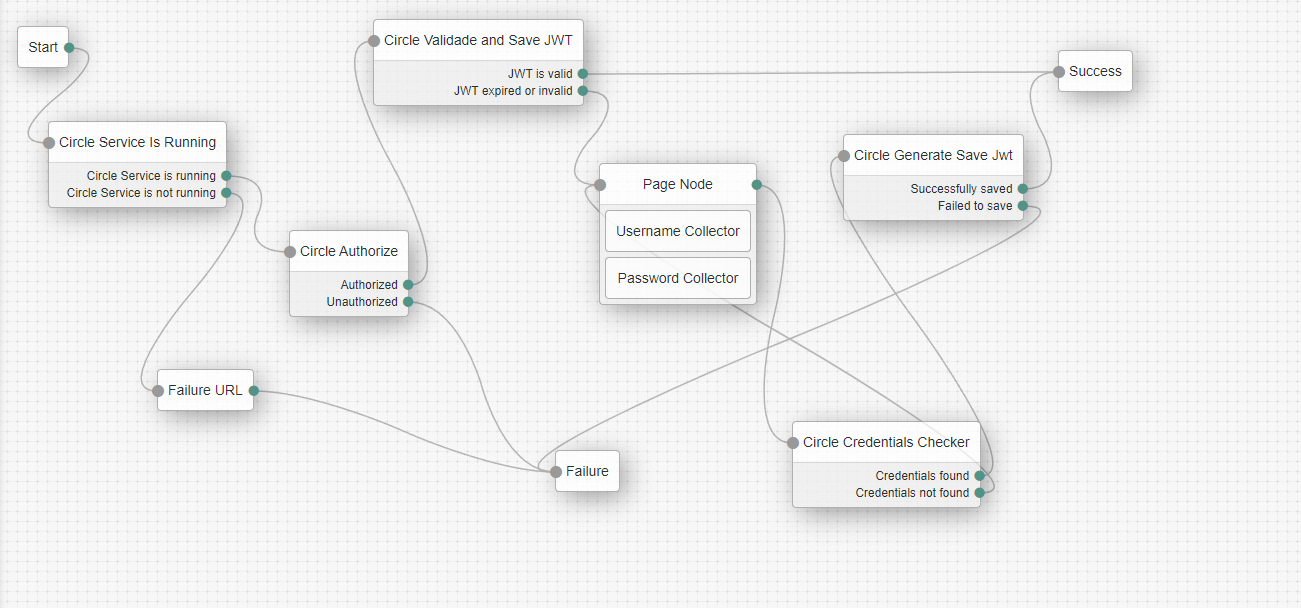 Start
Circle Service Is Running
Circle Service is running
Circle Service is not running
Circle Authorize
Authorized
Unauthorized
Failure URL
Circle Validade and Save JWT
JWT is valid
JWT expired or invalid
Page Node
Username Collector
Password Collector
Failure
Success
Circle Generate Save Jwt
Successfully saved
Failed to save
Circle Credentials Checker
Credentials found
Credentials not found